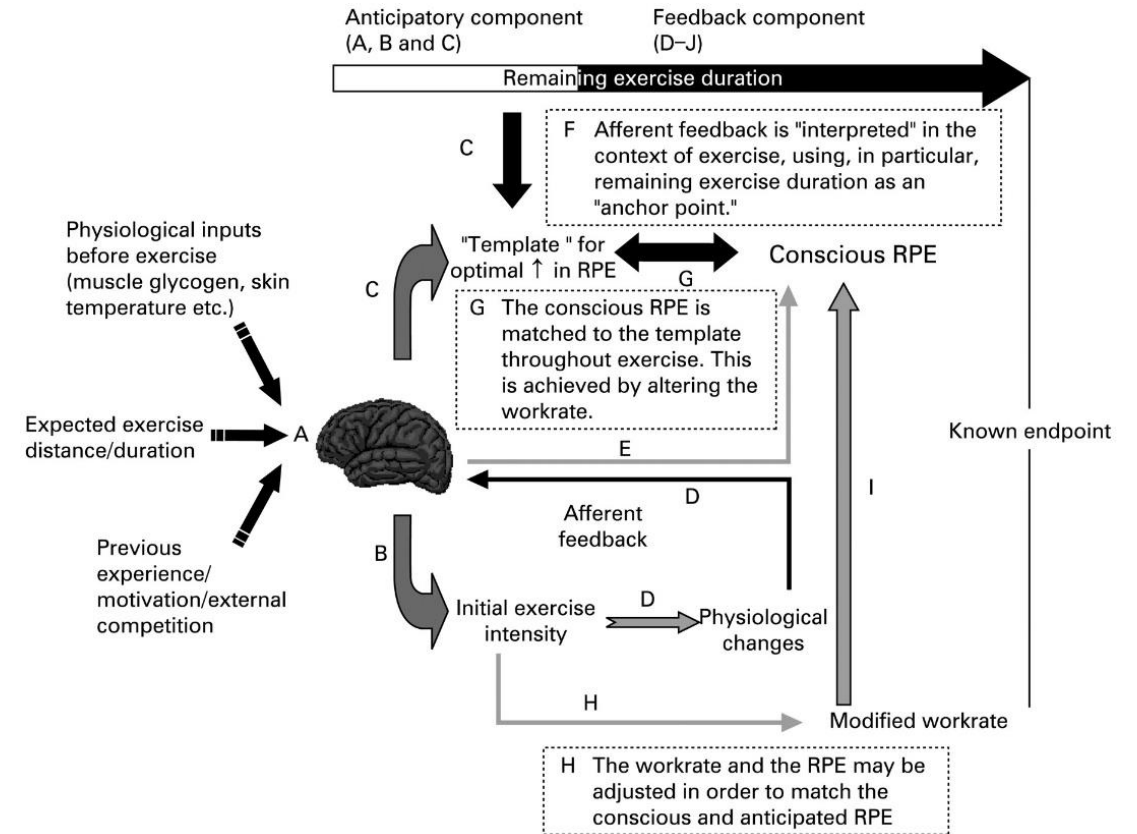 Anticipatory component
(A, B and C)
Feedback component
(D–J)
Remaining exercise duration
C
F Afferent feedback is "interpreted" in the
context of exercise, using, in particular,
remaining exercise duration as an
"anchor point."
Physiological inputs
before exercise
(muscle glycogen, skin
temperature etc.)
C
"Template " for
optimal ↑ in RPE
G
Conscious RPE
G The conscious RPE is
matched to the template
throughout exercise. This
is achieved by altering the
workrate.
Expected exercise
distance/duration
A
E
Known endpoint
D
I
Afferent
feedback
Previous
experience/
motivation/external
competition
B
Initial exercise
intensity
D
Physiological
changes
H
Modified workrate
H The workrate and the RPE may be
adjusted in order to match the
conscious and anticipated RPE